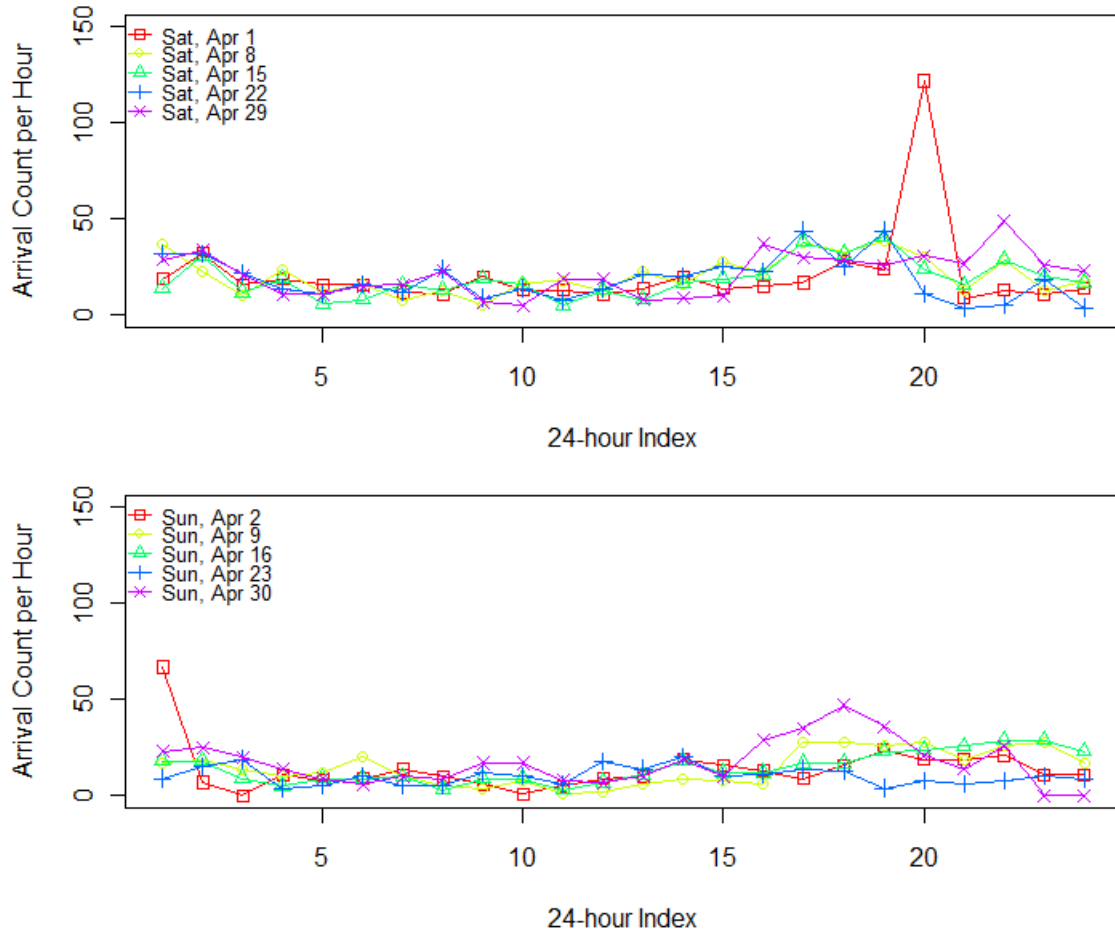 150
100
50
0
Arrival Count per Hour
Sat, Apr 1
Sat, Apr 8
Sat, Apr 15
Sat, Apr 22
Sat, Apr 29
5 10 15 20
24-hour Index
150
100
50
0
Arrival Count per Hour
Sun, Apr 2
Sun, Apr 9
Sun, Apr 16
Sun, Apr 23
Sun, Apr 30
5 10 15 20
24-hour Index